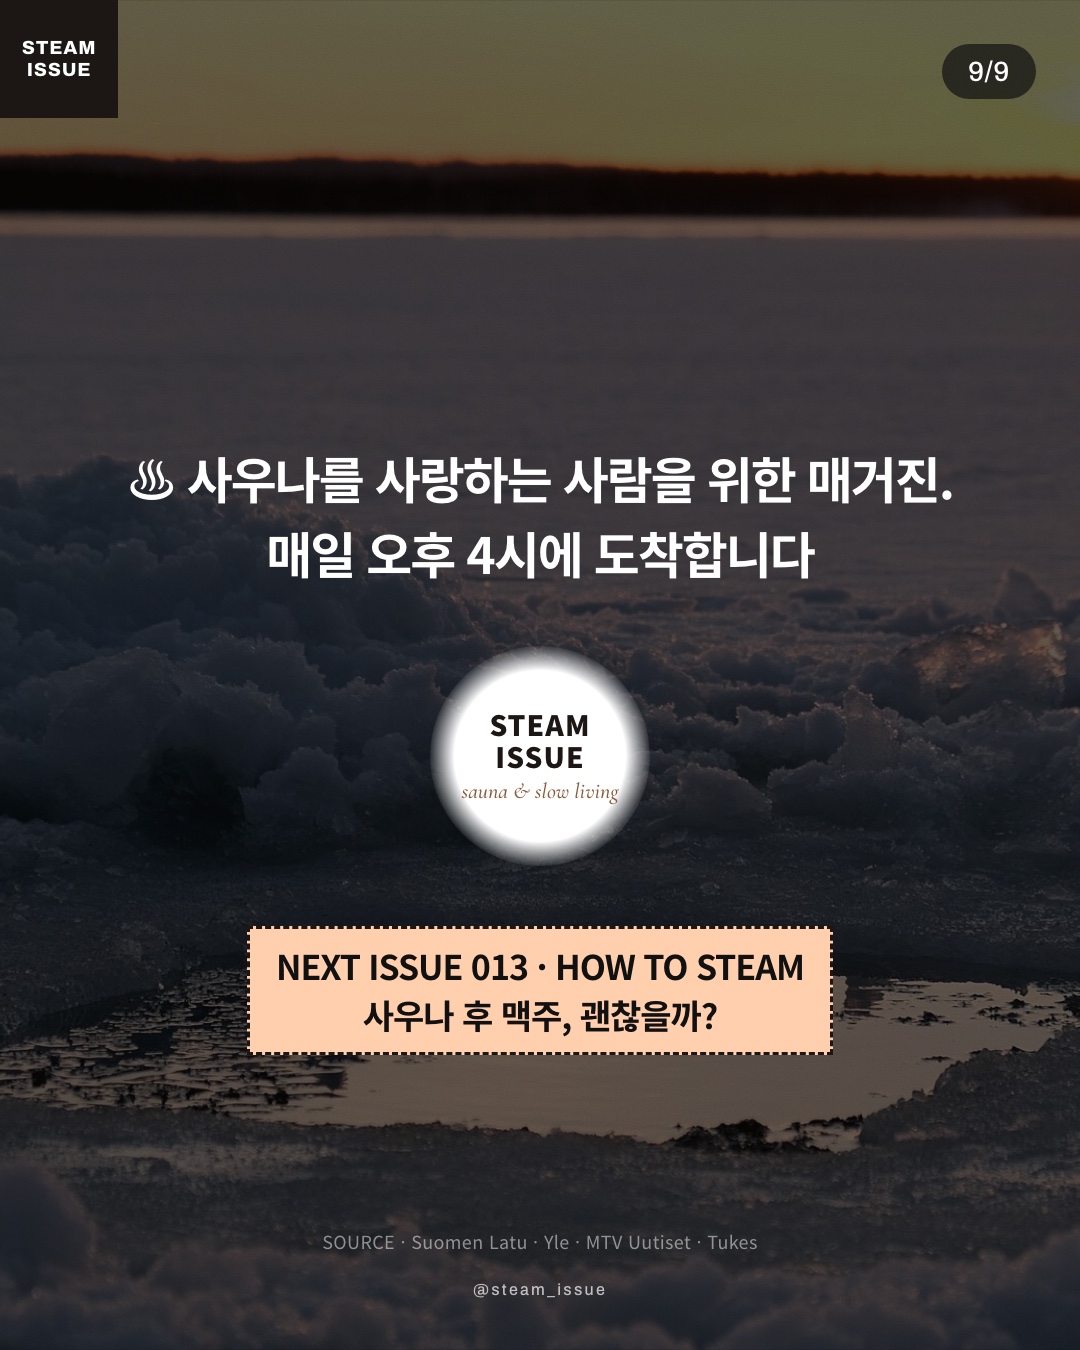 STEAM
ISSUE
9/9
♨ 사우나를 사랑하는 사람을 위한 매거진.
매일 오후 4시에 도착합니다
STEAM
ISSUE
sauna & slow living
NEXT ISSUE 013 · HOW TO STEAM
사우나 후 맥주, 괜찮을까?
SOURCE · Suomen Latu · Yle · MTV Uutiset · Tukes
@steam_issue